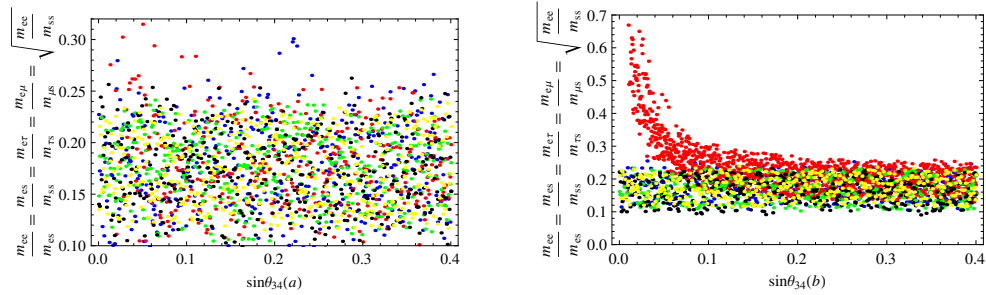 m_ee/m_es = m_es/m_ss = m_eτ/m_τs = m_eμ/m_μs = √(m_ee/m_ss)
0.30
0.25
0.20
0.15
0.10
0.0 0.1 0.2 0.3 0.4
sinθ34(a)
m_ee/m_es = m_es/m_ss = m_eτ/m_τs = m_eμ/m_μs = √(m_ee/m_ss)
0.7
0.6
0.5
0.4
0.3
0.2
0.1
0.0
0.0 0.1 0.2 0.3 0.4
sinθ34(b)